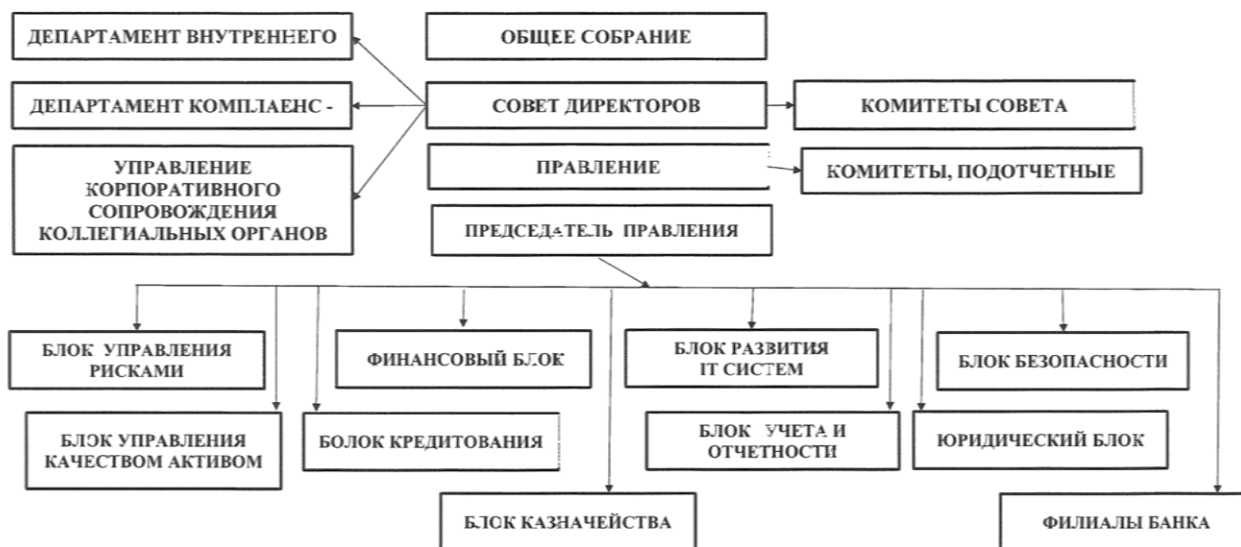 ДЕПАРТАМЕНТ ВНУТРЕННЕГО
ОБЩЕЕ СОБРАНИЕ
ДЕПАРТАМЕНТ КОМПЛАЕНС -
СОВЕТ ДИРЕКТОРОВ
КОМИТЕТЫ СОВЕТА
УПРАВЛЕНИЕ
КОРПОРАТИВНОГО
СОПРОВОЖДЕНИЯ
КОЛЛЕГИАЛЬНЫХ ОРГАНОВ
ПРАВЛЕНИЕ
КОМИТЕТЫ, ПОДОТЧЕТНЫЕ
ПРЕДСЕДАТЕЛЬ ПРАВЛЕНИЯ
БЛОК УПРАВЛЕНИЯ
РИСКАМИ
ФИНАНСОВЫЙ БЛОК
БЛОК РАЗВИТИЯ
IT СИСТЕМ
БЛОК БЕЗОПАСНОСТИ
БЛОК УПРАВЛЕНИЯ
КАЧЕСТВОМ АКТИВОМ
БОЛОК КРЕДИТОВАНИЯ
БЛОК УЧЕТА И
ОТЧЕТНОСТИ
ЮРИДИЧЕСКИЙ БЛОК
БЛОК КАЗНАЧЕЙСТВА
ФИЛИАЛЫ БАНКА